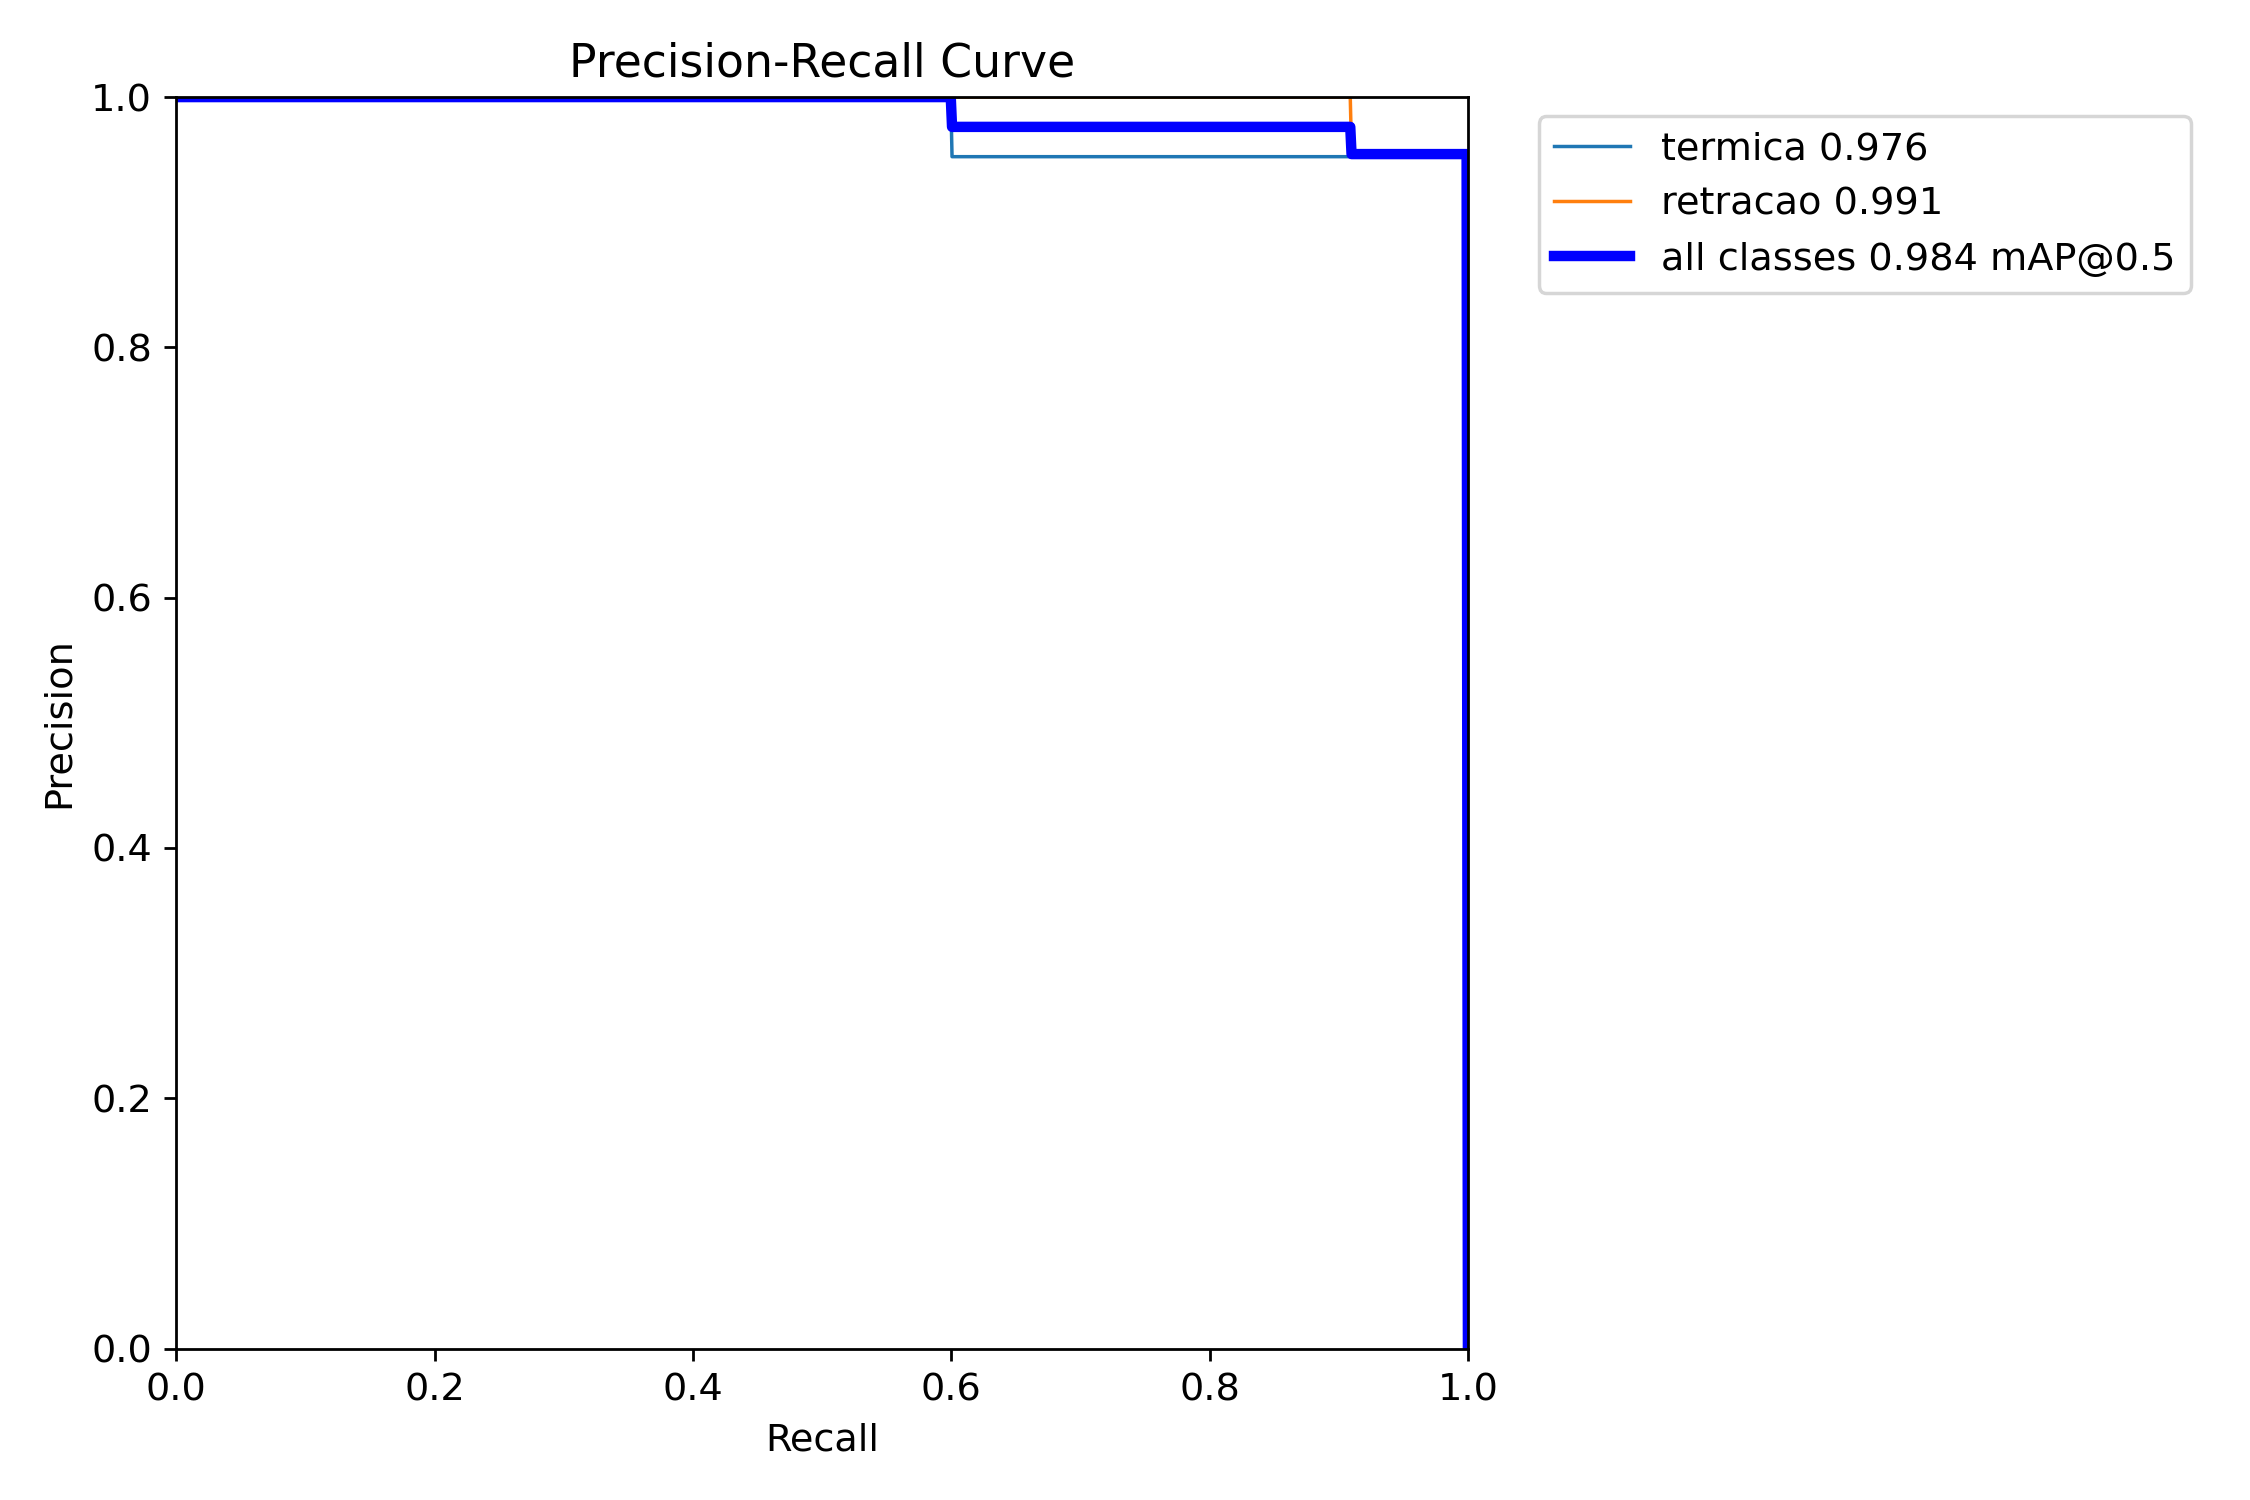 Precision-Recall Curve
1.0
0.8
0.6
0.4
0.2
0.0
Precision
0.0 0.2 0.4 0.6 0.8 1.0
Recall
termica 0.976
retracao 0.991
all classes 0.984 mAP@0.5